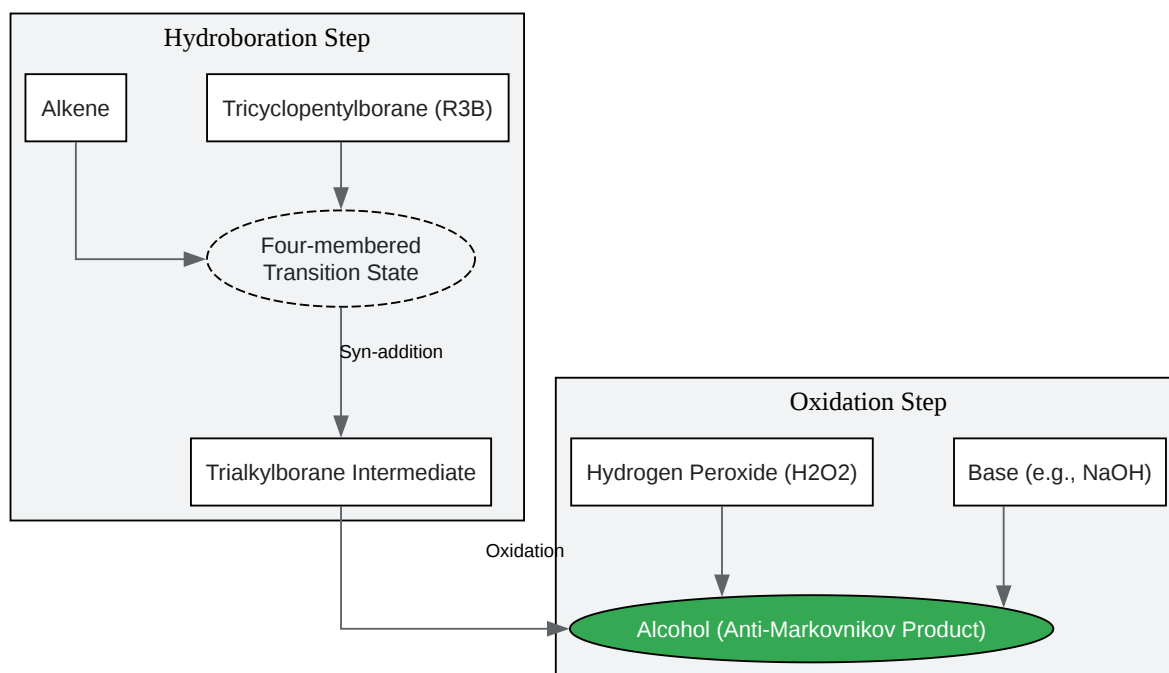 Hydroboration Step
Alkene
Tricyclopentylborane (R3B)
Four-membered
Transition State
Syn-addition
Trialkylborane Intermediate
Oxidation
Oxidation Step
Hydrogen Peroxide (H2O2)
Base (e.g., NaOH)
Alcohol (Anti-Markovnikov Product)